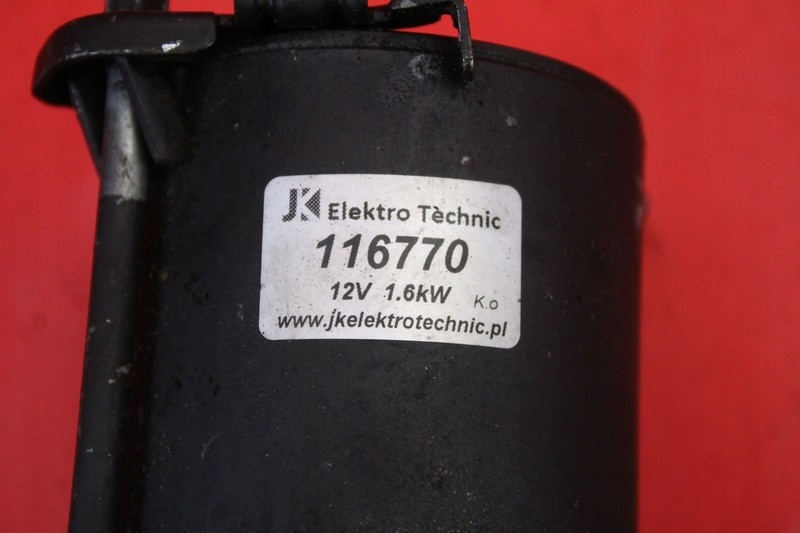 JK Elektro Tèchnic
116770
12V 1.6kW K.o
www.jkelektrotechnic.pl